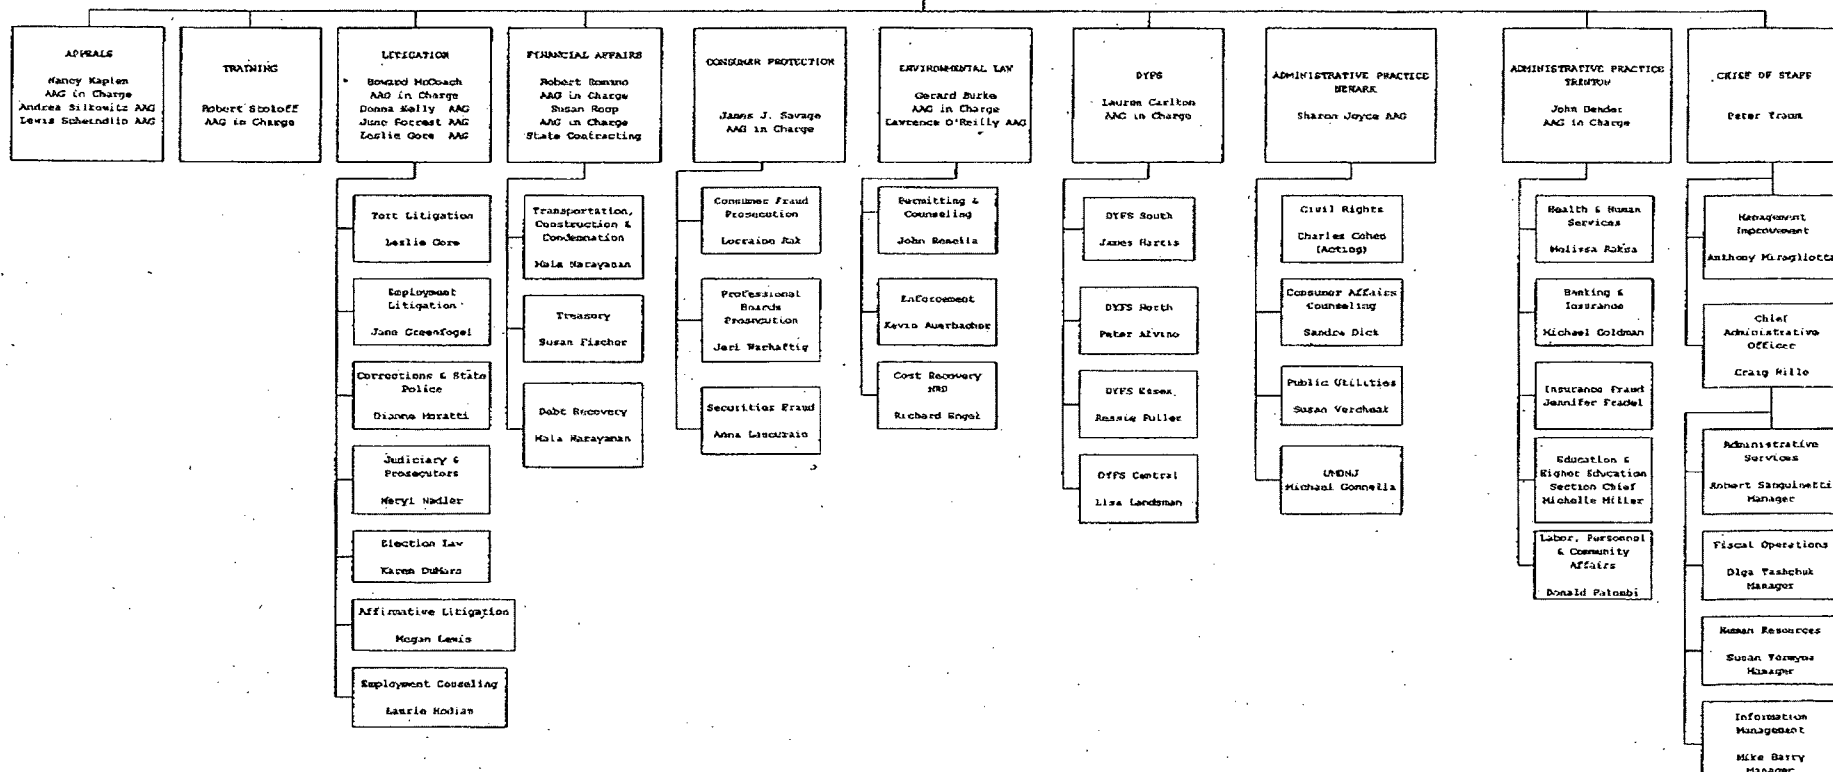 APPEALS
Nancy Kaplen
AAG in Charge
Andrea Silkowitz AAG
Lewis Scheindlin AAG
TRAINING
Robert Stoloff
AAG in Charge
LITIGATION
Howard McCoach
AAG in Charge
Donna Kelly AAG
June Forrest AAG
Leslie Gore AAG
FINANCIAL AFFAIRS
Robert Romano
AAG in Charge
Susan Roop
AAG in Charge
State Contracting
CONSUMER PROTECTION
James J. Savage
AAG in Charge
ENVIRONMENTAL LAW
Gerard Burke
AAG in Charge
Lawrence O'Reilly AAG
DYFS
Lauren Carlton
AAG in Charge
ADMINISTRATIVE PRACTICE
NEWARK
Sharon Joyce AAG
ADMINISTRATIVE PRACTICE
TRENTON
John Bender
AAG in Charge
CHIEF OF STAFF
Peter Traum
Tort Litigation
Leslie Gore
Employment
Litigation
Jane Greenfogel
Corrections & State
Police
Dianne Moratti
Judiciary &
Prosecutors
Meryl Nadler
Election Law
Karen DuMars
Affirmative Litigation
Megan Lewis
Employment Couseling
Laurie Hodian
Transportation,
Construction &
Condemnation
Mala Narayanan
Treasury
Susan Fischer
Debt Recovery
Mala Narayanan
Consumer Fraud
Prosecution
Lorraine Rak
Professional
Boards
Prosecution
Jeri Warhaftig
Securities Fraud
Anna Lascurain
Permitting &
Counseling
John Renella
Enforcement
Kevin Auerbacher
Cost Recovery
NRD
Richard Engel
DYFS South
James Harris
DYFS North
Peter Alvino
DYFS Essex
Fuller
DYFS Central
Lisa Landsman
Civil Rights
Charles Cohen
(Acting)
Consumer Affairs
Counseling
Sandra Dick
Public Utilities
Susan Vercheak
UMDNJ
Michael Gonnella
Health & Human
Services
Melissa Raksa
Banking &
Insurance
Michael Goldman
Insurance Fraud
Jennifer Fradel
Education &
Higher Education
Section Chief
Michelle Miller
Labor, Personnel
& Community
Affairs
Donald Palombi
Management
Improvement
Anthony Miragliotta
Chief
Administrative
Officer
Craig
Administrative
Services
Robert Sanguinetti
Manager
Fiscal Operations
Olga Tashchuk
Manager
Human Resources
Susan
Manager
Information
Management
Mike Barry
Manager